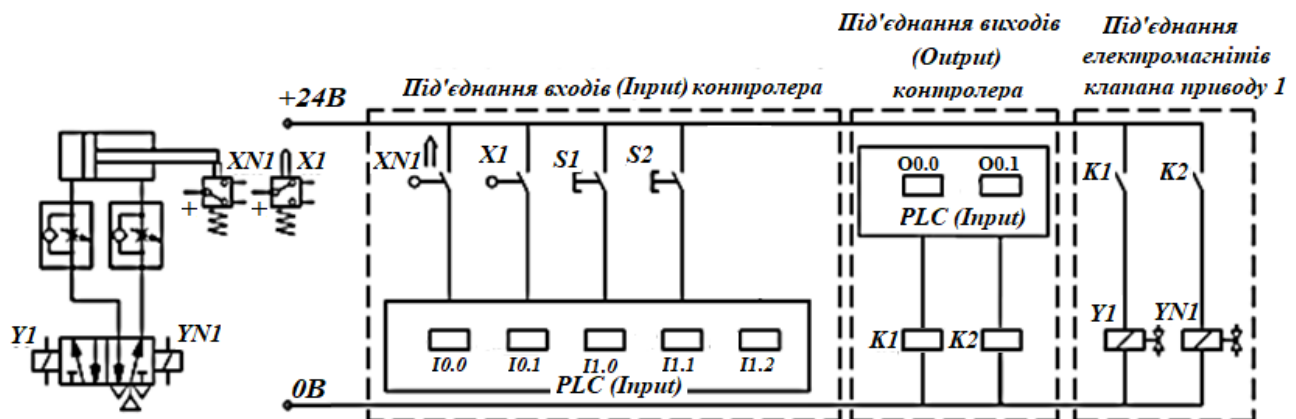 Під'єднання виходів
(Output)
контролера
Під'єднання
електромагнітів
клапана приводу 1
Під'єднання входів (Input) контролера
+24В
XN1 X1
XN1
X1
S1
S2
O0.0
O0.1
PLC (Input)
K1
K2
+
+
Y1
YN1
I0.0
I0.1
I1.0
I1.1
I1.2
PLC (Input)
K1
K2
Y1
YN1
0В